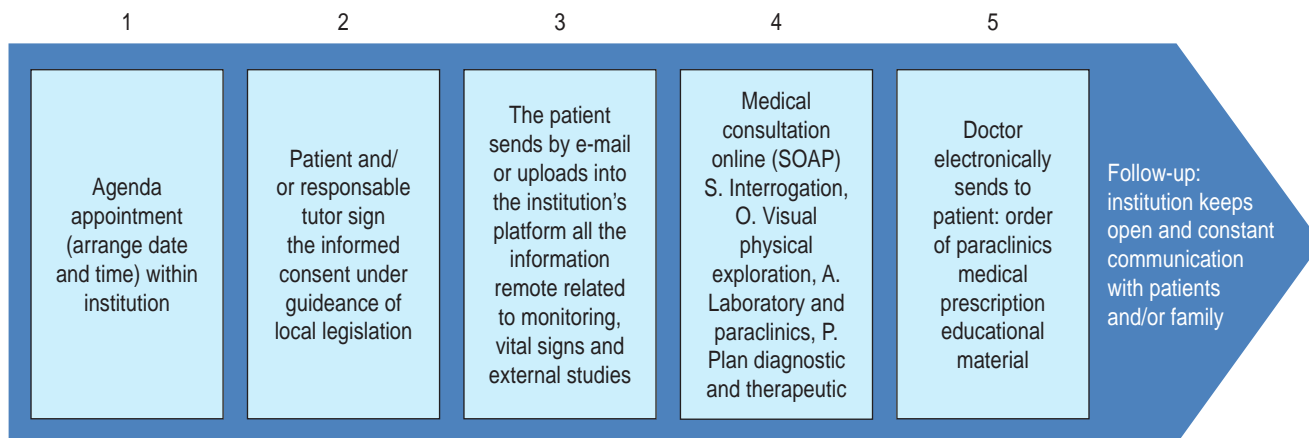 1
Agenda
appointment
(arrange date
and time) within
institution
2
Patient and/
or responsible
tutor sign
the informed
consent under
guideance of
local legislation
3
The patient
sends by e-mail
or uploads into
the institution’s
platform all the
information
remote related
to monitoring,
vital signs and
external studies
4
Medical
consultation
online (SOAP)
S. Interrogation,
O. Visual
physical
exploration, A.
Laboratory and
paraclinics, P.
Plan diagnostic
and therapeutic
5
Doctor
electronically
sends to
patient: order
of paraclinics
medical
prescription
educational
material
Follow-up:
institution keeps
open and constant
communication
with patients
and/or family